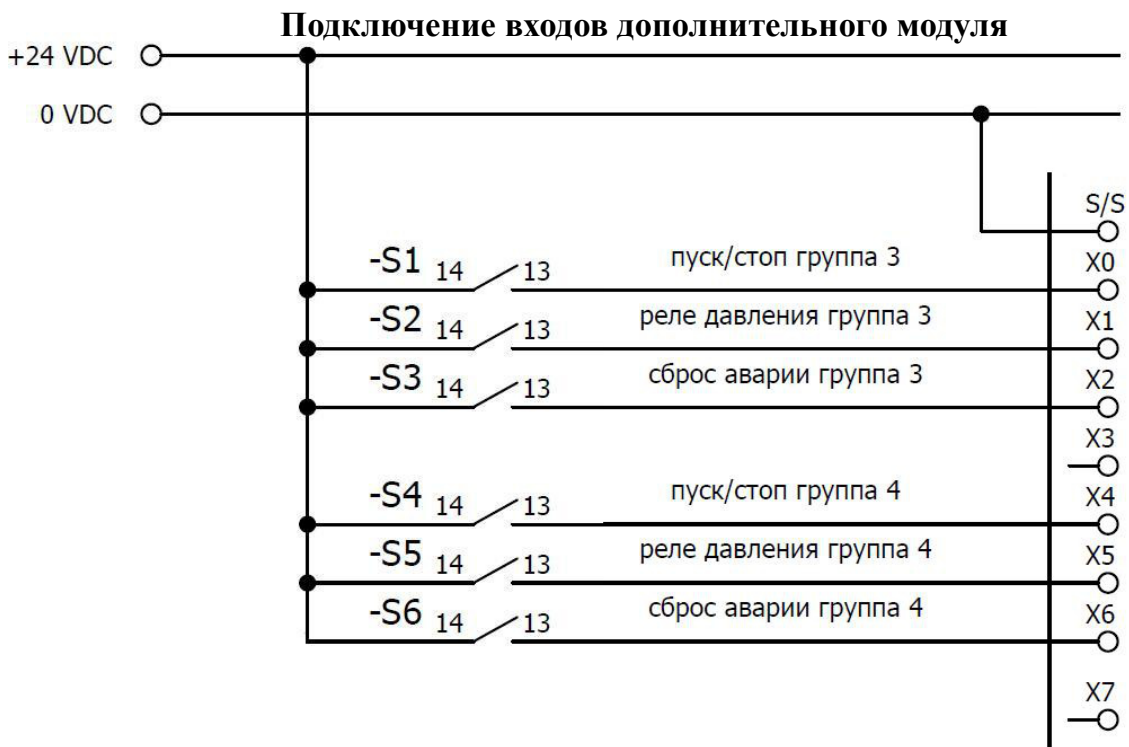 Подключение входов дополнительного модуля
+24 VDC
0 VDC
S/S
-S1 14 13 пуск/стоп группа 3 X0
-S2 14 13 реле давления группа 3 X1
-S3 14 13 сброс аварии группа 3 X2
X3
-S4 14 13 пуск/стоп группа 4 X4
-S5 14 13 реле давления группа 4 X5
-S6 14 13 сброс аварии группа 4 X6
X7